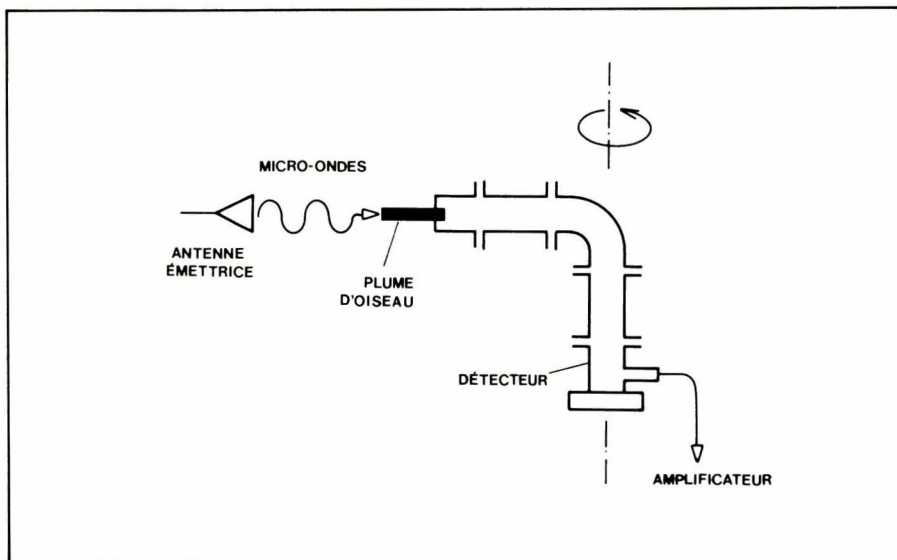 MICRO-ONDES
ANTENNE
ÉMETTRICE
PLUME
D'OISEAU
DÉTECTEUR
AMPLIFICATEUR